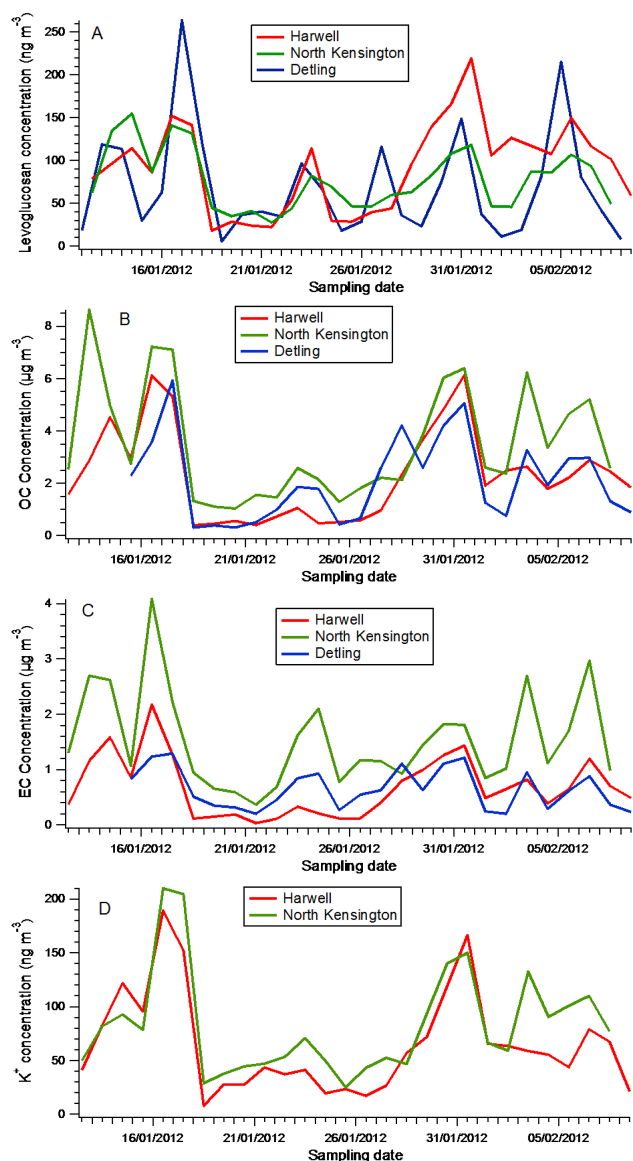 A
Harwell
North Kensington
Detling
Levoglucosan concentration (ng m⁻³)
250
200
150
100
50
0
16/01/2012 21/01/2012 26/01/2012 31/01/2012 05/02/2012
Sampling date
B
Harwell
North Kensington
Detling
OC Concentration (µg m⁻³)
8
6
4
2
0
16/01/2012 21/01/2012 26/01/2012 31/01/2012 05/02/2012
Sampling date
C
Harwell
North Kensington
Detling
EC Concentration (µg m⁻³)
4
3
2
1
0
16/01/2012 21/01/2012 26/01/2012 31/01/2012 05/02/2012
Sampling date
D
Harwell
North Kensington
K⁺ concentration (ng m⁻³)
200
150
100
50
0
16/01/2012 21/01/2012 26/01/2012 31/01/2012 05/02/2012
Sampling date